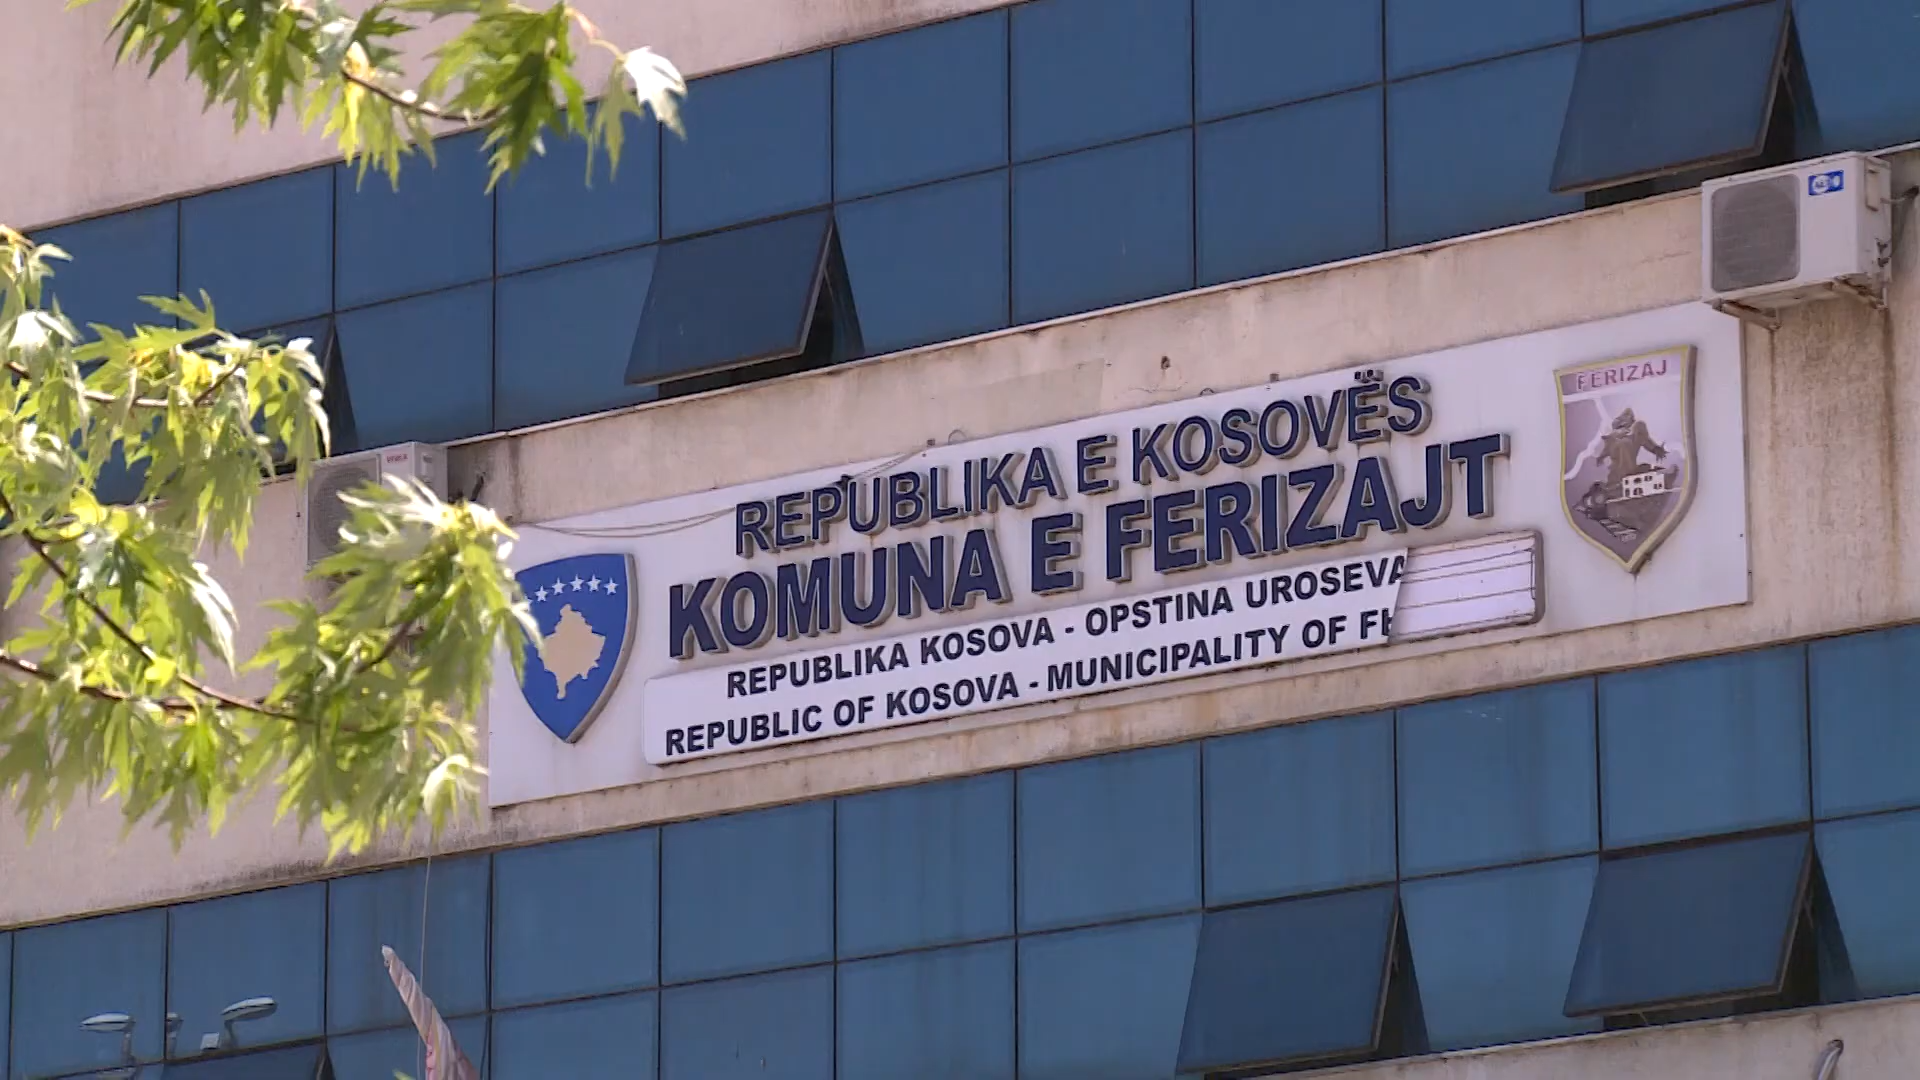 REPUBLIKA E KOSOVËS
KOMUNA E FERIZAJT
REPUBLIKA KOSOVA - OPSTINA UROSEVA
REPUBLIC OF KOSOVA - MUNICIPALITY OF
FERIZAJ